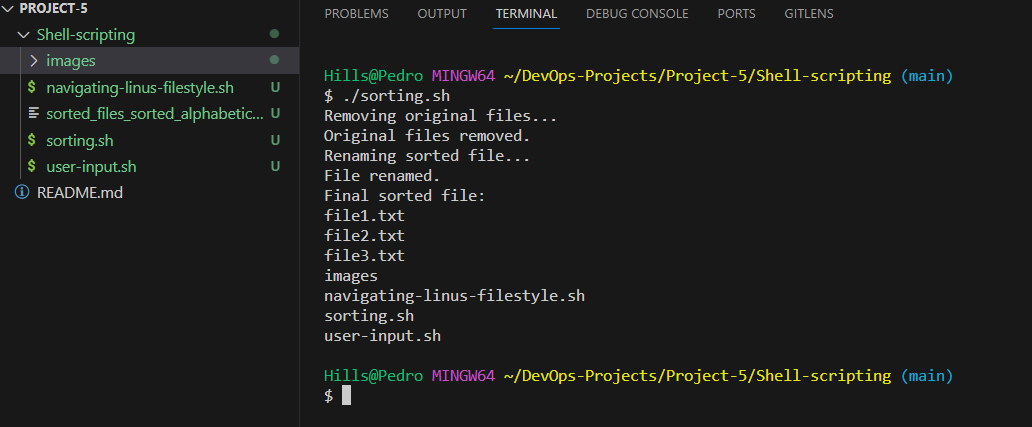 PROJECT-5
Shell-scripting
images
navigating-linus-filestyle.sh U
sorted_files_sorted_alphabetic... U
$ sorting.sh U
$ user-input.sh U
README.md
PROBLEMS OUTPUT TERMINAL DEBUG CONSOLE PORTS GITLENS
Hills@Pedro MINGW64 ~/DevOps-Projects/Project-5/Shell-scripting (main)
$ ./sorting.sh
Removing original files...
Original files removed.
Renaming sorted file...
File renamed.
Final sorted file:
file1.txt
file2.txt
file3.txt
images
navigating-linus-filestyle.sh
sorting.sh
user-input.sh
Hills@Pedro MINGW64 ~/DevOps-Projects/Project-5/Shell-scripting (main)
$